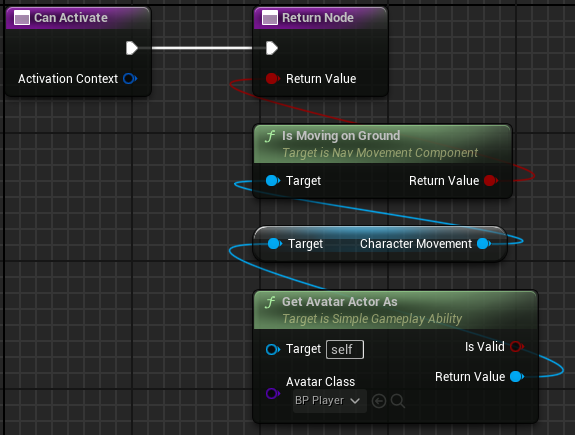 Can Activate
Return Node
Activation Context
Return Value
f Is Moving on Ground
Target is Nav Movement Component
Target
Return Value
Target
Character Movement
f Get Avatar Actor As
Target is Simple Gameplay Ability
Target self
Is Valid
Return Value
Avatar Class
BP Player